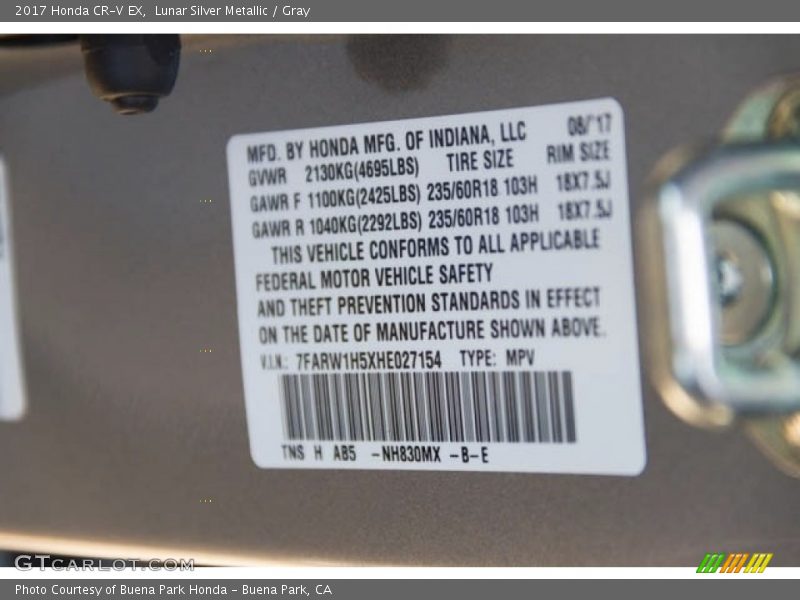 2017 Honda CR-V EX, Lunar Silver Metallic / Gray
MFD. BY HONDA MFG. OF INDIANA, LLC 08/'17
GVWR 2130KG(4695LBS) TIRE SIZE RIM SIZE
GAWR F 1100KG(2425LBS) 235/60R18 103H 18X7.5J
GAWR R 1040KG(2292LBS) 235/60R18 103H 18X7.5J
THIS VEHICLE CONFORMS TO ALL APPLICABLE
FEDERAL MOTOR VEHICLE SAFETY
AND THEFT PREVENTION STANDARDS IN EFFECT
ON THE DATE OF MANUFACTURE SHOWN ABOVE.
V.I.N.: 7FARW1H5XHE027154 TYPE: MPV
TNS H AB5 -NH830MX -B-E
GTCARLOT.COM
Photo Courtesy of Buena Park Honda - Buena Park, CA